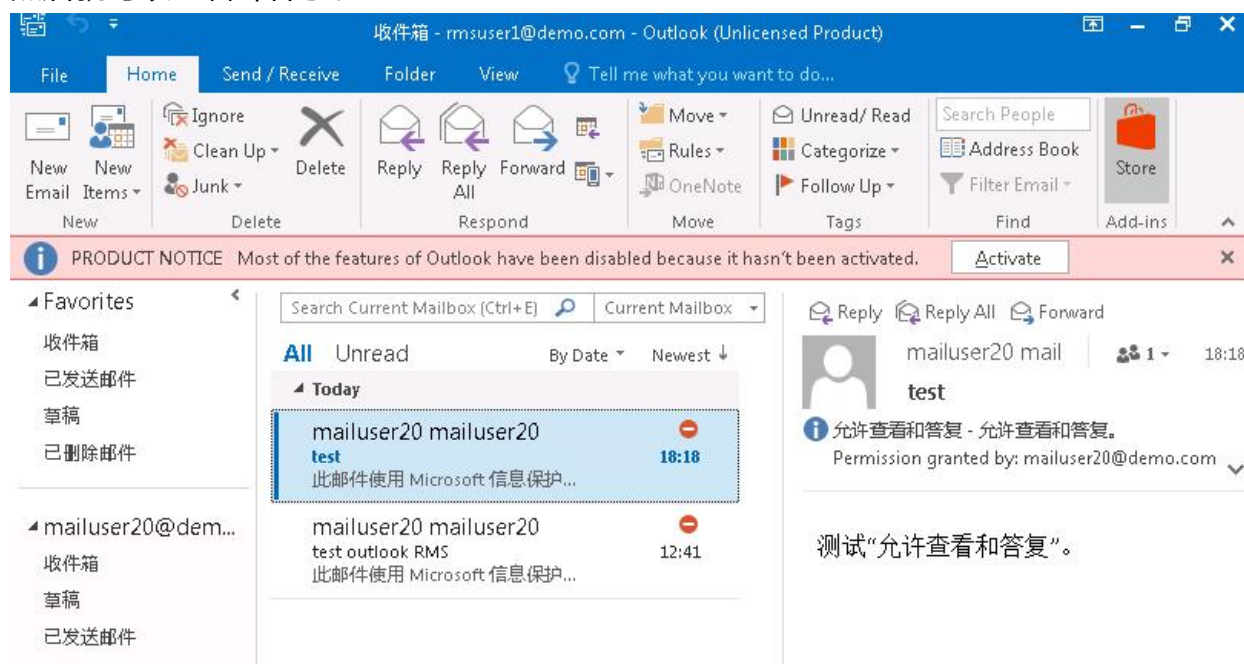 收件箱 - rmsuser1@demo.com - Outlook (Unlicensed Product)
File Home Send / Receive Folder View Tell me what you want to do...
New Email
New Items
Ignore
Clean Up
Junk
Delete
Reply
Reply All
Forward
Move
Rules
OneNote
Unread/ Read
Categorize
Follow Up
Search People
Address Book
Filter Email
Store
New Delete Respond Move Tags Find Add-ins
PRODUCT NOTICE Most of the features of Outlook have been disabled because it hasn't been activated. Activate
Favorites
收件箱
已发送邮件
草稿
已删除邮件
mailuser20@dem...
收件箱
草稿
已发送邮件
Search Current Mailbox (Ctrl+E) Current Mailbox
All Unread By Date Newest ↓
Today
mailuser20 mailuser20
test 18:18
此邮件使用 Microsoft 信息保护...
mailuser20 mailuser20
test outlook RMS 12:41
此邮件使用 Microsoft 信息保护...
Reply Reply All Forward
mailuser20 mail 1 18:18
test
允许查看和答复 - 允许查看和答复。
Permission granted by: mailuser20@demo.com
测试“允许查看和答复”。